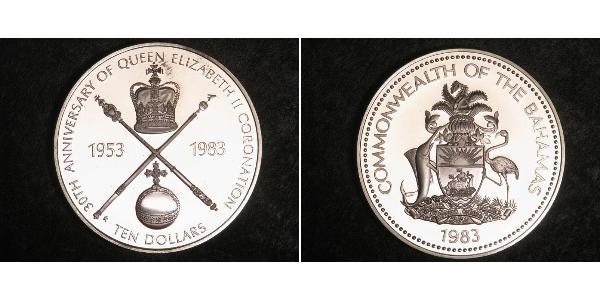 30TH ANNIVERSARY OF QUEEN ELIZABETH II CORONATION
1953 1983
TEN DOLLARS
COMMONWEALTH OF THE BAHAMAS
1983